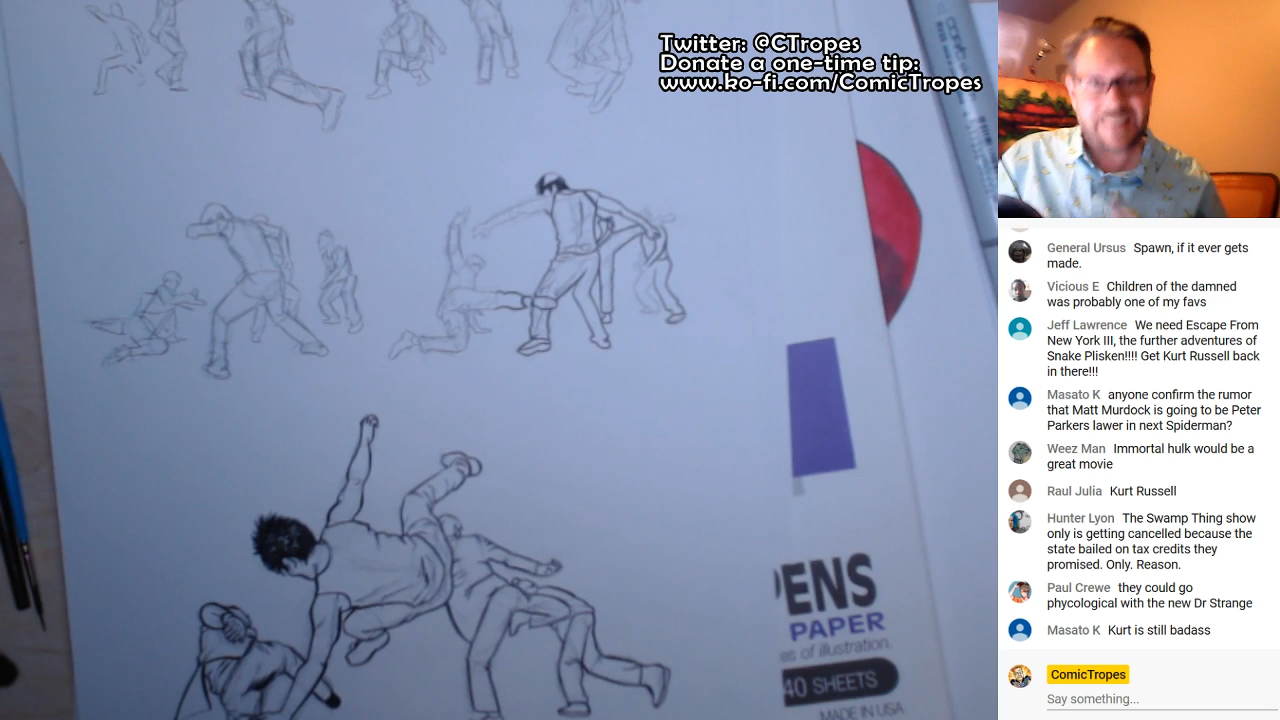 Twitter: @CTropes
Donate a one-time tip:
www.ko-fi.com/ComicTropes
General Ursus Spawn, if it ever gets
made.
Vicious E Children of the damned
was probably one of my favs
Jeff Lawrence We need Escape From
New York III, the further adventures of
Snake Plisken!!!! Get Kurt Russell back
in there!!!
Masato K anyone confirm the rumor
that Matt Murdock is going to be Peter
Parkers lawer in next Spiderman?
Weez Man Immortal hulk would be a
great movie
Raul Julia Kurt Russell
Hunter Lyon The Swamp Thing show
only is getting cancelled because the
state bailed on tax credits they
promised. Only. Reason.
Paul Crewe they could go
phycological with the new Dr Strange
Masato K Kurt is still badass
ComicTropes
Say something...
PENS
PAPER
of illustration.
40 SHEETS
MADE IN USA